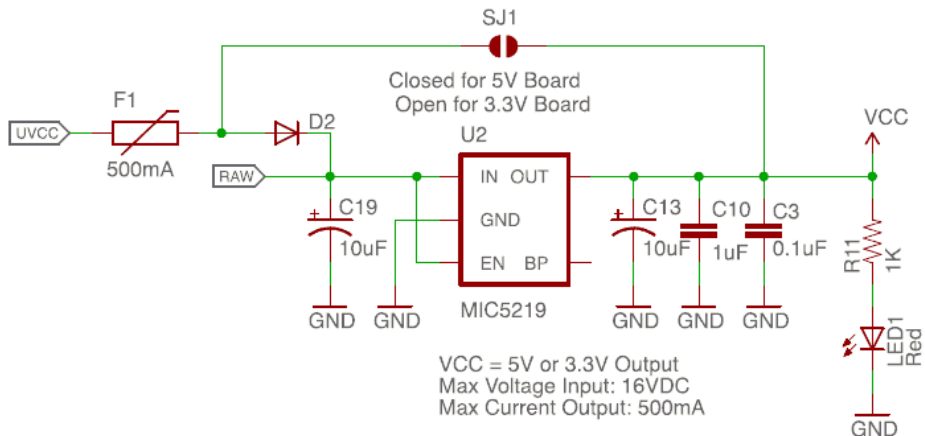 SJ1
Closed for 5V Board
Open for 3.3V Board
F1
UVCC
500mA
D2
RAW
U2
IN OUT
GND
EN BP
MIC5219
VCC
C19
10uF
C13
10uF
C10
1uF
C3
0.1uF
R11
1K
LED1
Red
GND
GND
GND
GND
GND
GND
VCC = 5V or 3.3V Output
Max Voltage Input: 16VDC
Max Current Output: 500mA